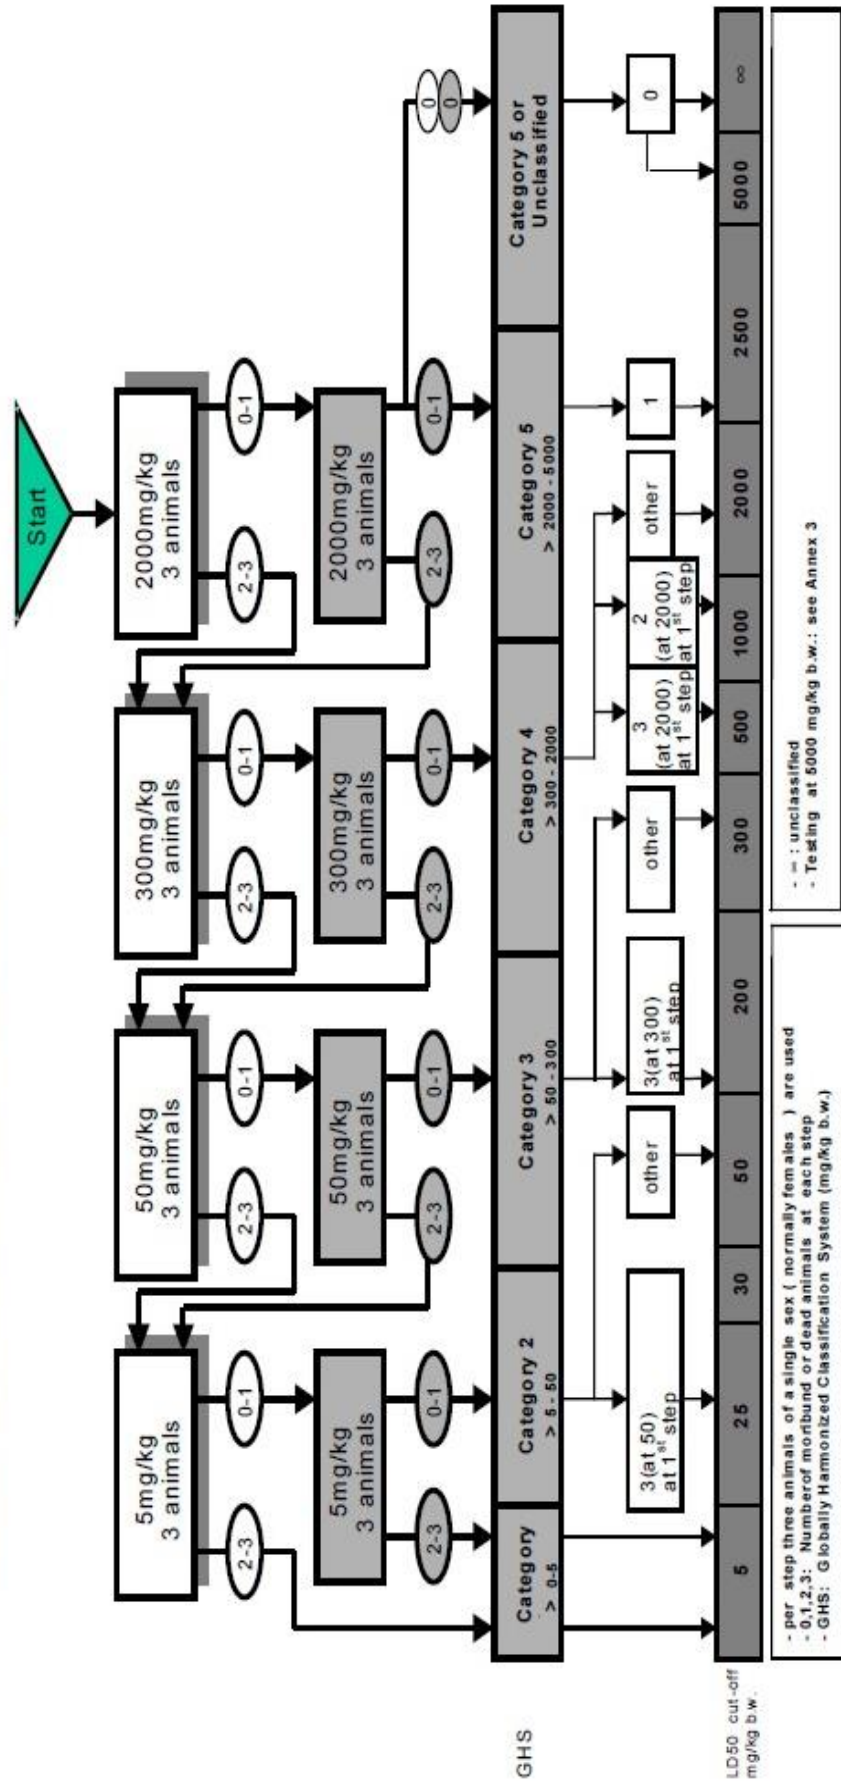 Start
5mg/kg
3 animals
50mg/kg
3 animals
300mg/kg
3 animals
2000mg/kg
3 animals
2-3
0-1
2-3
0-1
2-3
0-1
2-3
0-1
5mg/kg
3 animals
50mg/kg
3 animals
300mg/kg
3 animals
2000mg/kg
3 animals
2-3
0-1
2-3
0-1
2-3
0-1
2-3
0-1
0
0
GHS
Category
> 0-5
Category 2
> 5 - 50
Category 3
> 50 - 300
Category 4
> 300 - 2000
Category 5
> 2000 - 5000
Category 5 or
Unclassified
3(at 50)
at 1st step
other
3(at 300)
at 1st step
other
3
(at 2000)
at 1st step
2
(at 2000)
at 1st step
other
1
0
LD50 cut-off
mg/kg b.w.
5
25
30
50
200
300
500
1000
2000
2500
5000
∞
- per step three animals of a single sex ( normally females ) are used
- 0,1,2,3: Number of moribund or dead animals at each step
- GHS: Globally Harmonized Classification System (mg/kg b.w.)
- ∞ : unclassified
- Testing at 5000 mg/kg b.w.: see Annex 3